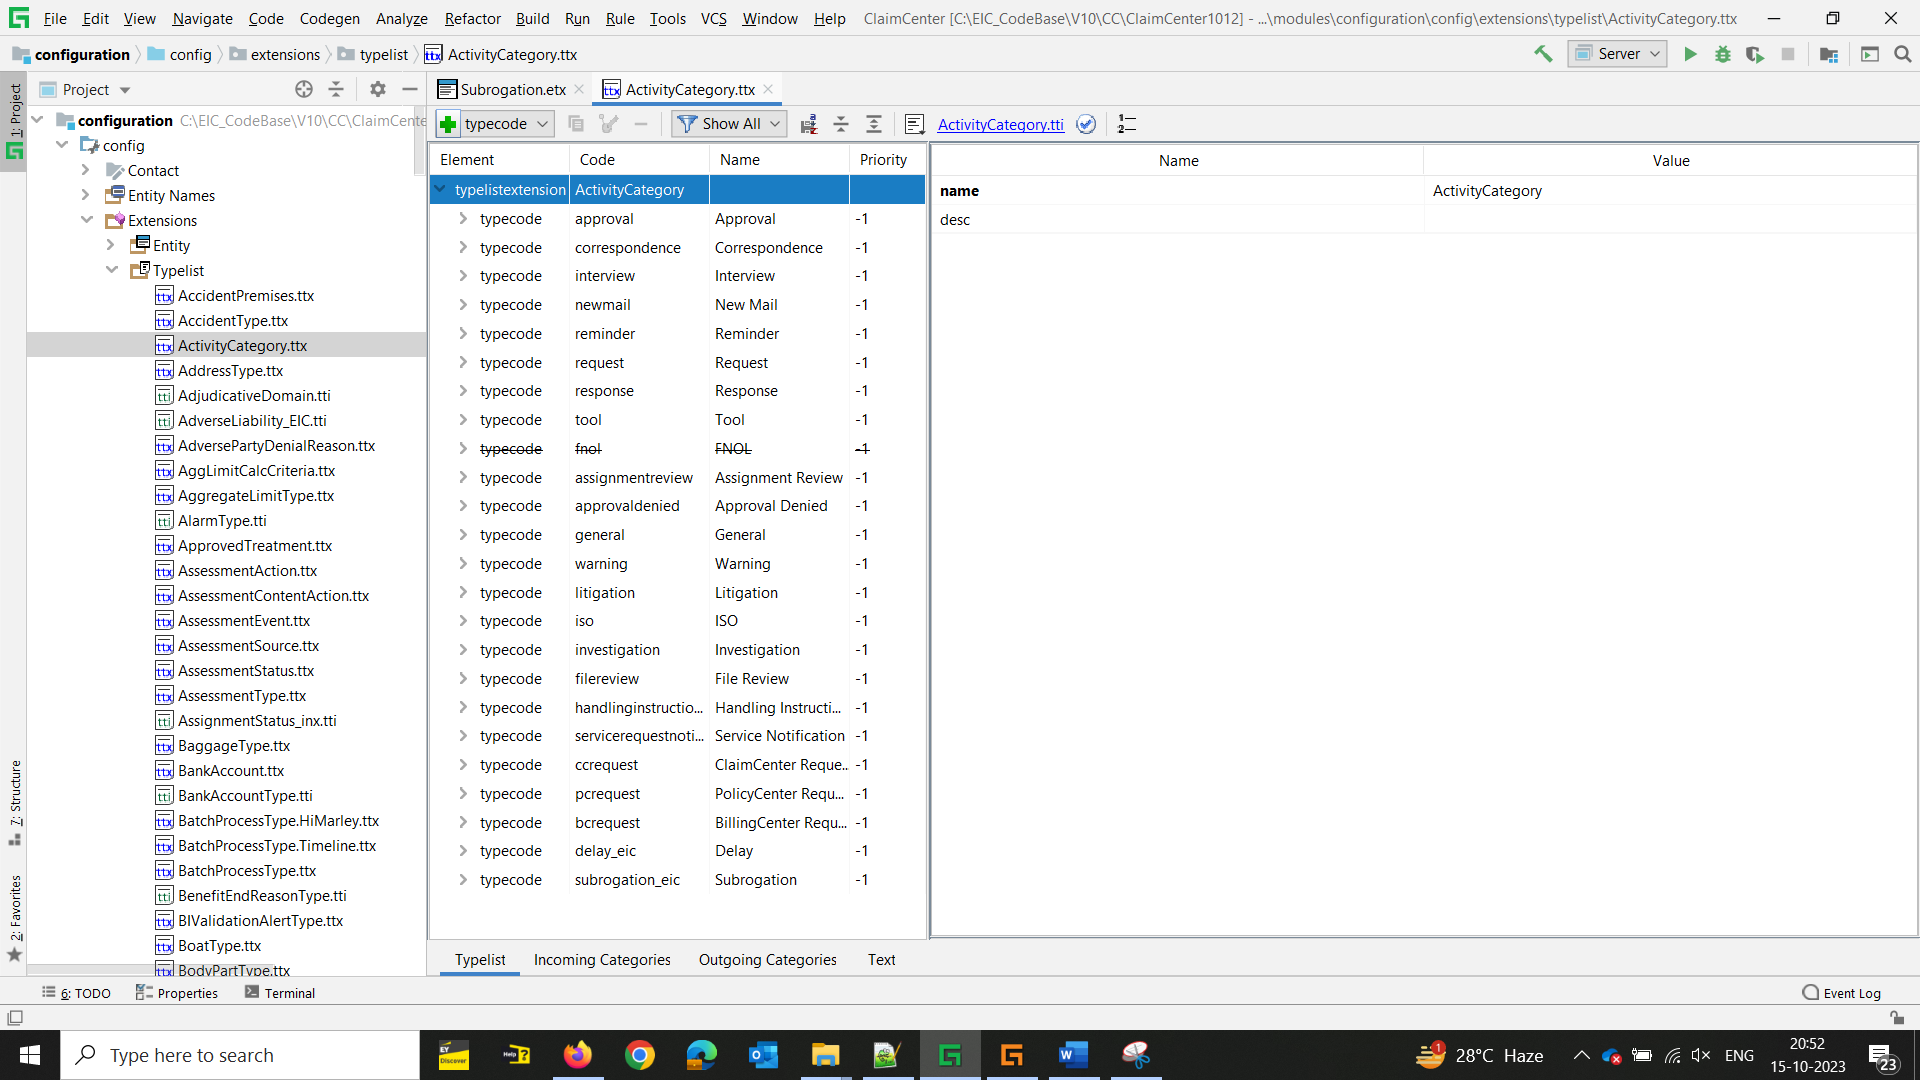 File Edit View Navigate Code Codegen Analyze Refactor Build Run Rule Tools VCS Window Help ClaimCenter [C:\EIC_CodeBase\V10\CC\ClaimCenter1012] - ...\modules\configuration\config\extensions\typelist\ActivityCategory.ttx
configuration config extensions typelist ActivityCategory.ttx Server
1: Project
7: Structure
2: Favorites
Project
configuration C:\EIC_CodeBase\V10\CC\ClaimCente
config
Contact
Entity Names
Extensions
Entity
Typelist
AccidentPremises.ttx
AccidentType.ttx
ActivityCategory.ttx
AddressType.ttx
AdjudicativeDomain.tti
AdverseLiability_EIC.tti
AdversePartyDenialReason.ttx
AggLimitCalcCriteria.ttx
AggregateLimitType.ttx
AlarmType.tti
ApprovedTreatment.ttx
AssessmentAction.ttx
AssessmentContentAction.ttx
AssessmentEvent.ttx
AssessmentSource.ttx
AssessmentStatus.ttx
AssessmentType.ttx
AssignmentStatus_inx.tti
BaggageType.ttx
BankAccount.ttx
BankAccountType.tti
BatchProcessType.HiMarley.ttx
BatchProcessType.Timeline.ttx
BatchProcessType.ttx
BenefitEndReasonType.tti
BIValidationAlertType.ttx
BoatType.ttx
BodyPartType.ttx
Subrogation.etx ActivityCategory.ttx
typecode Show All ActivityCategory.tti
Element Code Name Priority
typelistextension ActivityCategory
typecode approval Approval -1
typecode correspondence Correspondence -1
typecode interview Interview -1
typecode newmail New Mail -1
typecode reminder Reminder -1
typecode request Request -1
typecode response Response -1
typecode tool Tool -1
typecode fnol FNOL -1
typecode assignmentreview Assignment Review -1
typecode approvaldenied Approval Denied -1
typecode general General -1
typecode warning Warning -1
typecode litigation Litigation -1
typecode iso ISO -1
typecode investigation Investigation -1
typecode filereview File Review -1
typecode handlinginstructio... Handling Instructi... -1
typecode servicerequestnoti... Service Notification -1
typecode ccrequest ClaimCenter Reque... -1
typecode pcrequest PolicyCenter Requ... -1
typecode bcrequest BillingCenter Requ... -1
typecode delay_eic Delay -1
typecode subrogation_eic Subrogation -1
Name Value
name ActivityCategory
desc
Typelist Incoming Categories Outgoing Categories Text
6: TODO Properties Terminal Event Log
Type here to search
EY Discover
Help ?
28°C Haze
ENG
20:52
15-10-2023
23